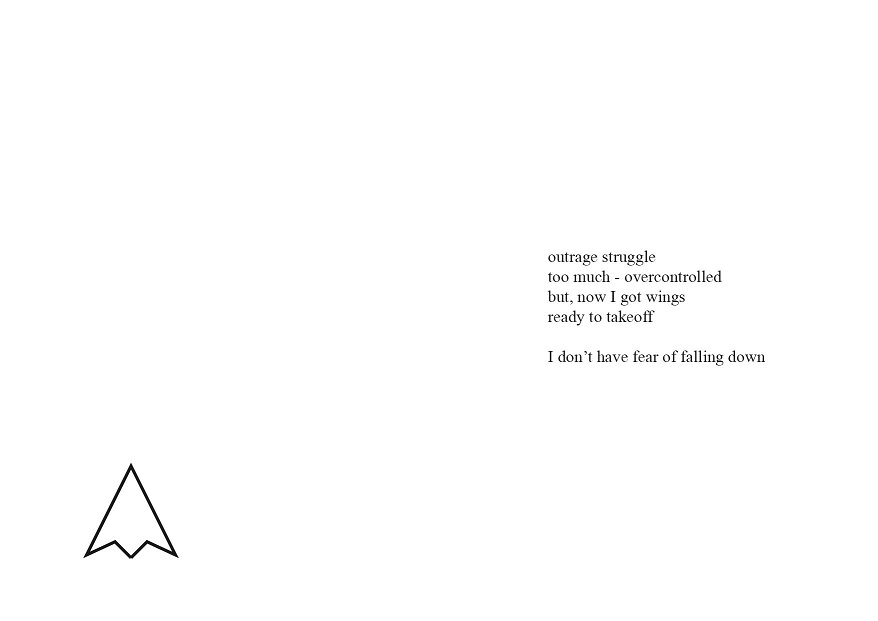 outrage struggle
too much - overcontrolled
but, now I got wings
ready to takeoff
I don’t have fear of falling down